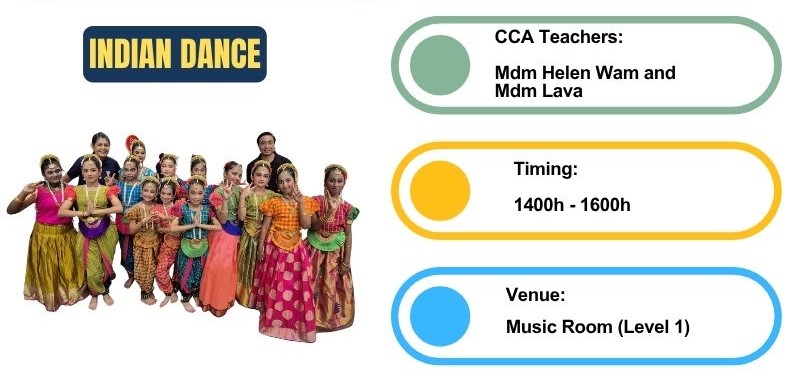 INDIAN DANCE
CCA Teachers:
Mdm Helen Wam and
Mdm Lava
Timing:
1400h - 1600h
Venue:
Music Room (Level 1)